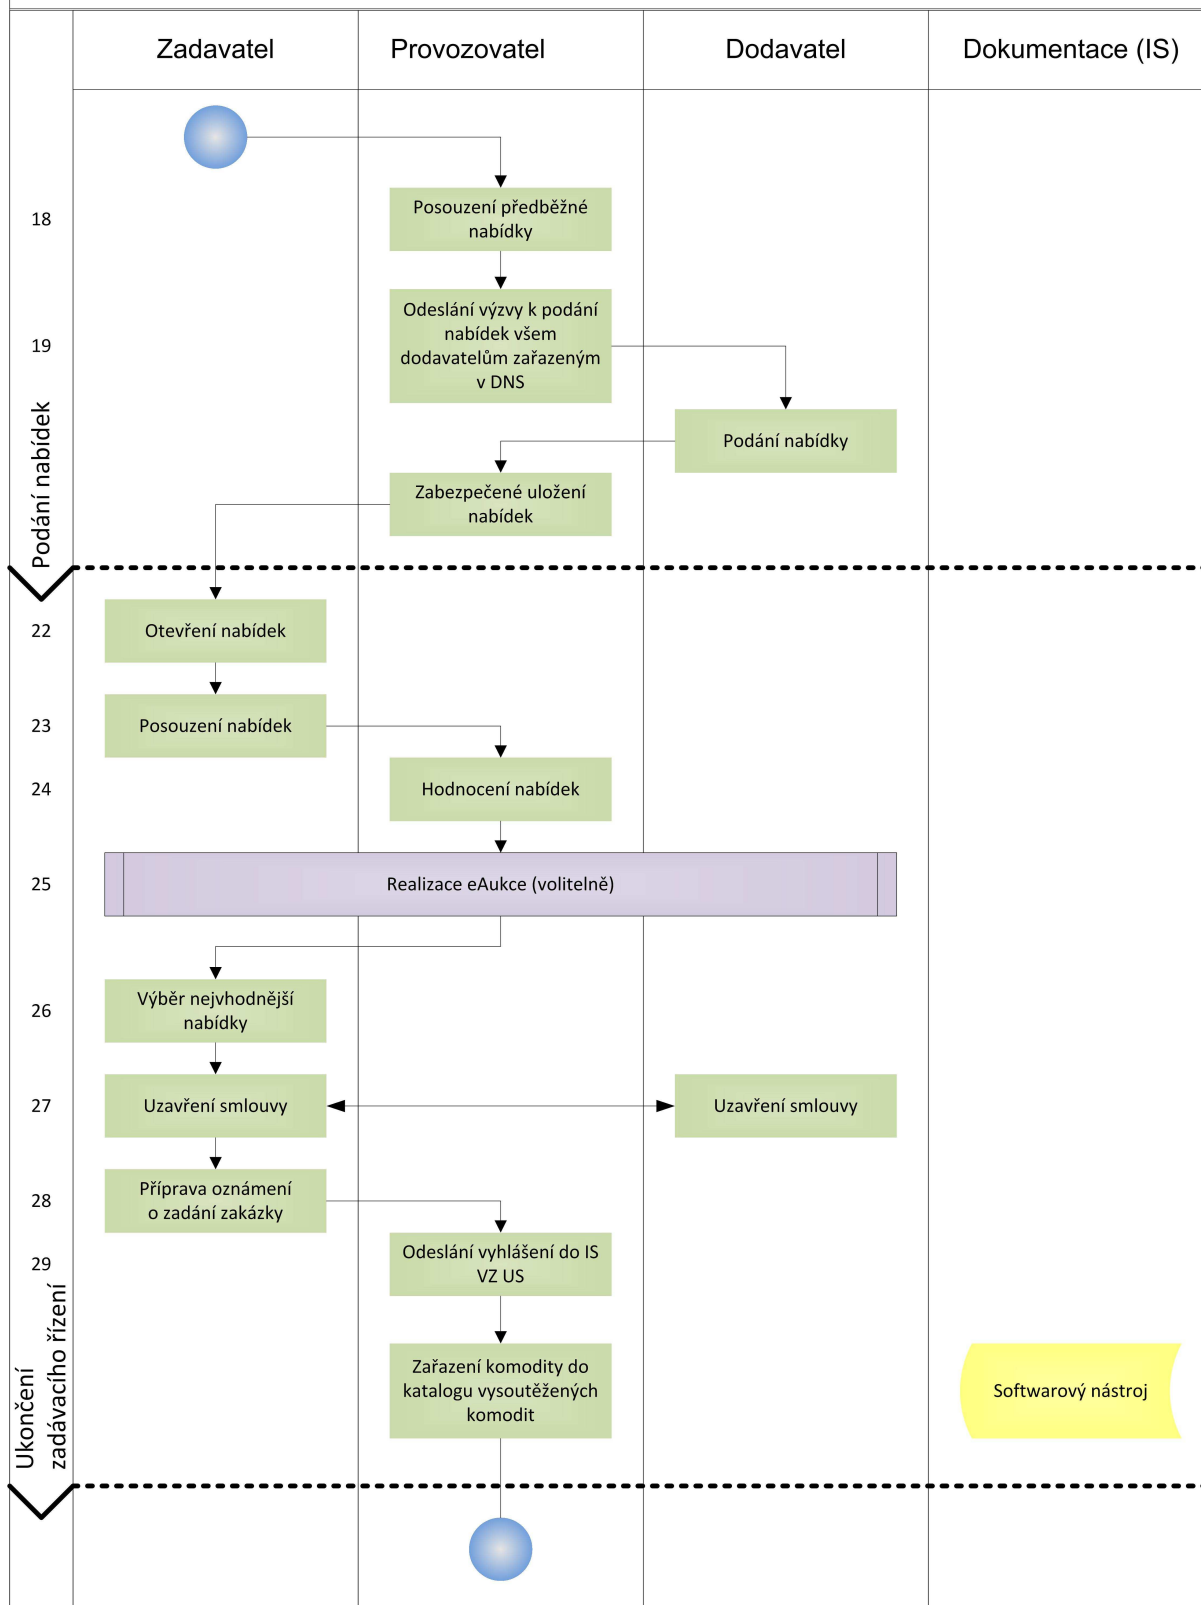 Zadavatel
Provozovatel
Dodavatel
Dokumentace (IS)
18
Posouzení předběžné
nabídky
19
Odeslání výzvy k podání
nabídek všem
dodavatelům zařazeným
v DNS
Podání nabídky
Zabezpečené uložení
nabídek
Podání nabídek
22
Otevření nabídek
23
Posouzení nabídek
24
Hodnocení nabídek
25
Realizace eAukce (volitelně)
26
Výběr nejvhodnější
nabídky
27
Uzavření smlouvy
Uzavření smlouvy
28
Příprava oznámení
o zadání zakázky
29
Odeslání vyhlášení do IS
VZ US
Zařazení komodity do
katalogu vysoutěžených
komodit
Softwarový nástroj
Ukončení
zadávacího řízení